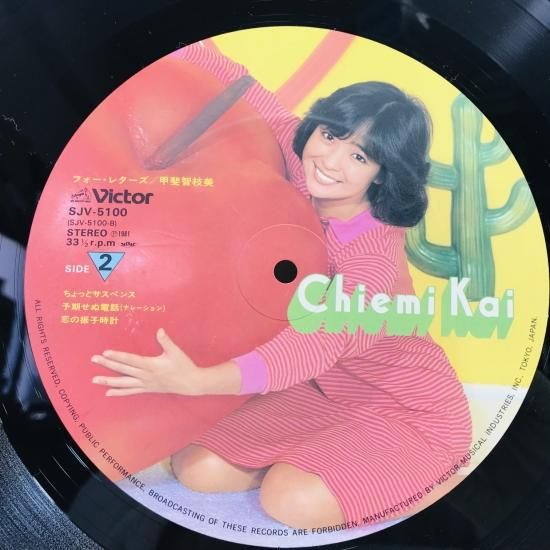 フォー・レターズ/甲斐智枝美
Victor
SJV-5100
(SJV-5100-B)
STEREO Ⓟ1981
33 1/3 r.p.m
SIDE 2
ちょっとサスペンス
予期せぬ電話(ナレーション)
恋の振子時計
Chiemi Kai
ALL RIGHTS RESERVED, COPYING, PUBLIC PERFORMANCE, BROADCASTING OF THESE RECORDS ARE FORBIDDEN. MANUFACTURED BY VICTOR MUSICAL INDUSTRIES, INC. TOKYO, JAPAN.